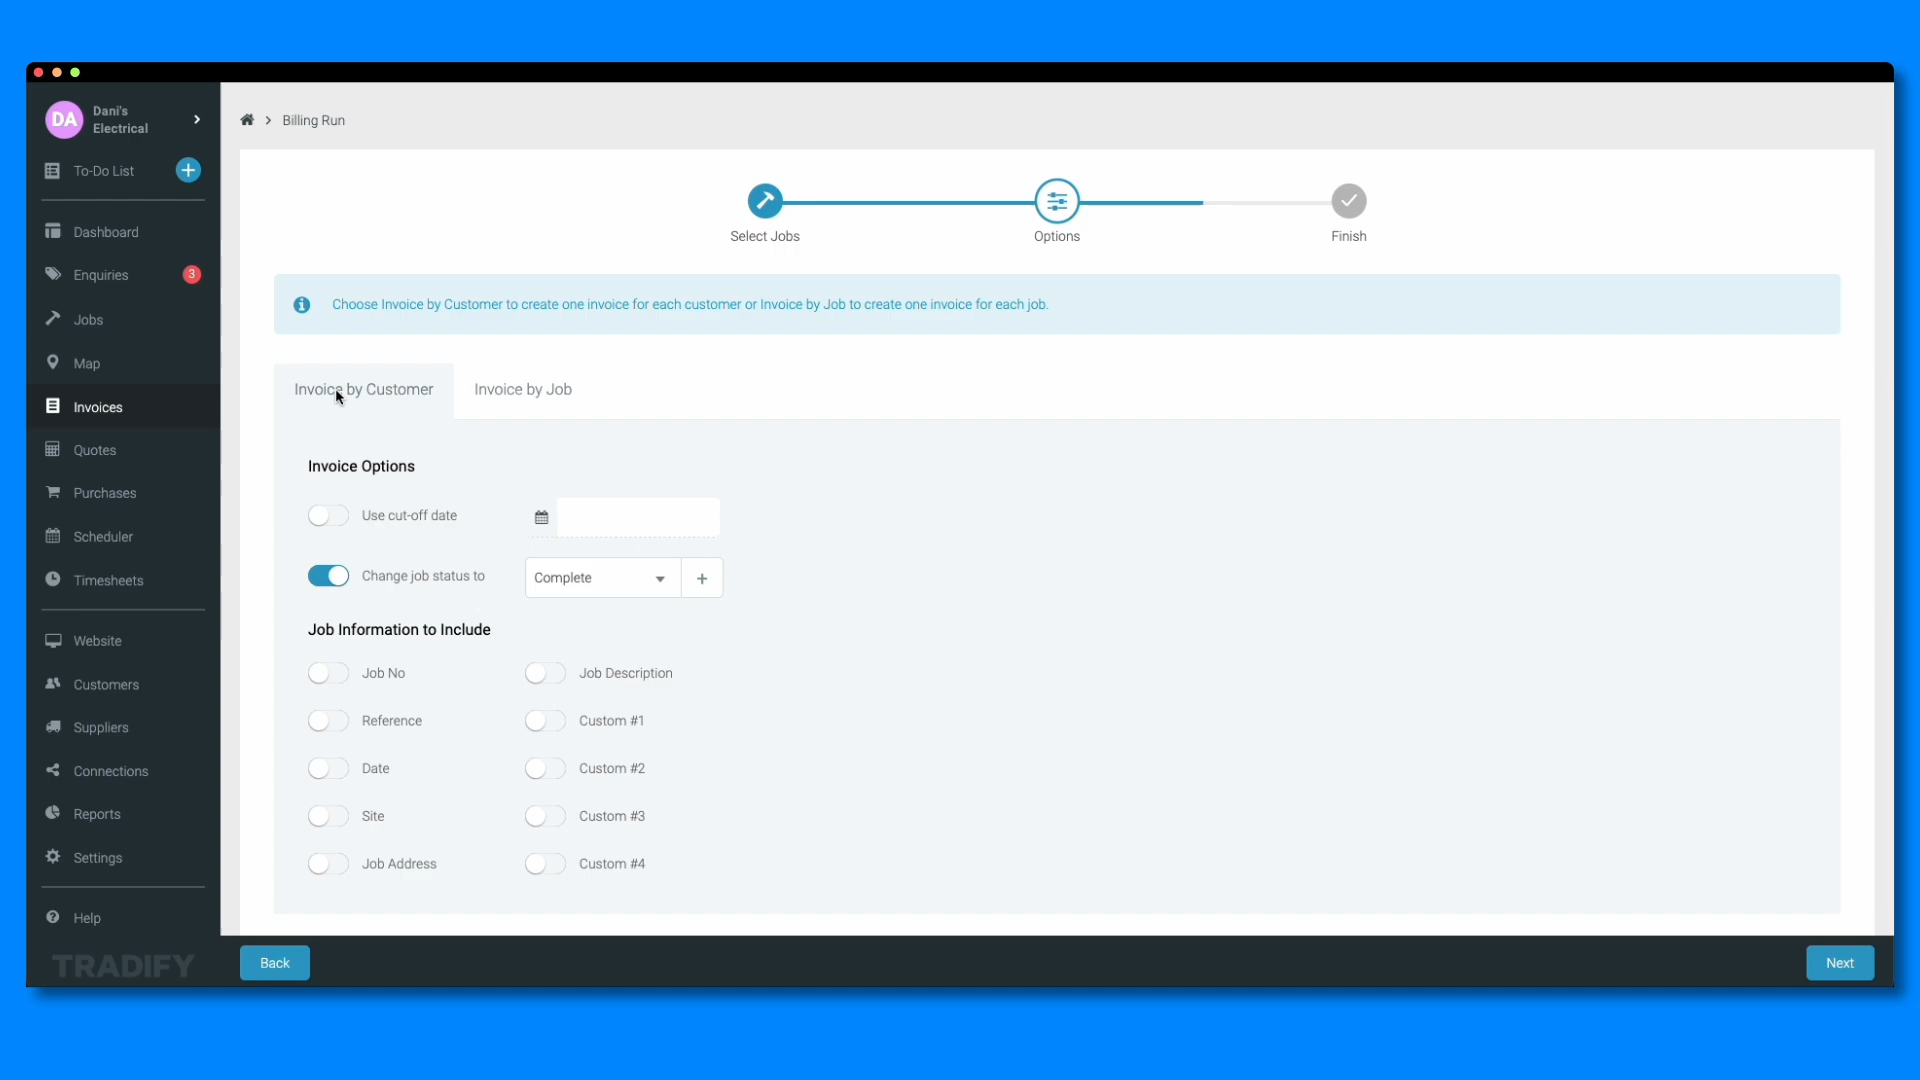 DA
Dani's
Electrical
To-Do List
Dashboard
Enquiries
3
Jobs
Map
Invoices
Quotes
Purchases
Scheduler
Timesheets
Website
Customers
Suppliers
Connections
Reports
Settings
Help
TRADIFY
Billing Run
Select Jobs
Options
Finish
Choose Invoice by Customer to create one invoice for each customer or Invoice by Job to create one invoice for each job.
Invoice by Customer
Invoice by Job
Invoice Options
Use cut-off date
Change job status to
Complete
Job Information to Include
Job No
Job Description
Reference
Custom #1
Date
Custom #2
Site
Custom #3
Job Address
Custom #4
Back
Next